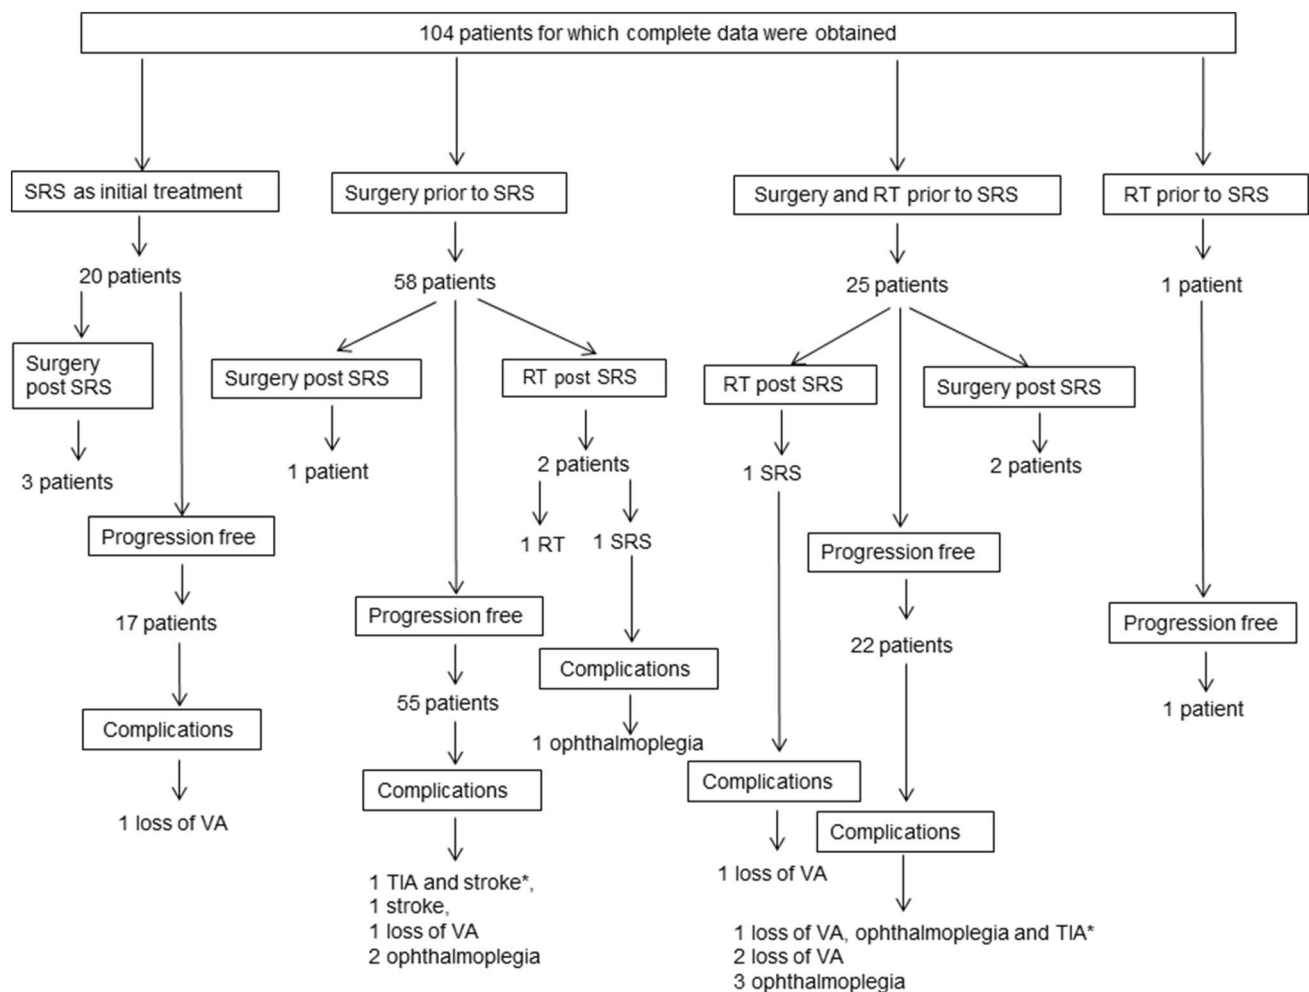 104 patients for which complete data were obtained
SRS as initial treatment
Surgery prior to SRS
Surgery and RT prior to SRS
RT prior to SRS
20 patients
58 patients
25 patients
1 patient
Surgery
post SRS
Surgery post SRS
RT post SRS
RT post SRS
Surgery post SRS
3 patients
1 patient
2 patients
1 SRS
2 patients
Progression free
1 RT
1 SRS
Progression free
17 patients
Progression free
Progression free
22 patients
Complications
55 patients
Complications
1 patient
1 ophthalmoplegia
1 loss of VA
Complications
Complications
Complications
1 loss of VA
1 TIA and stroke*,
1 stroke,
1 loss of VA
2 ophthalmoplegia
1 loss of VA, ophthalmoplegia and TIA*
2 loss of VA
3 ophthalmoplegia